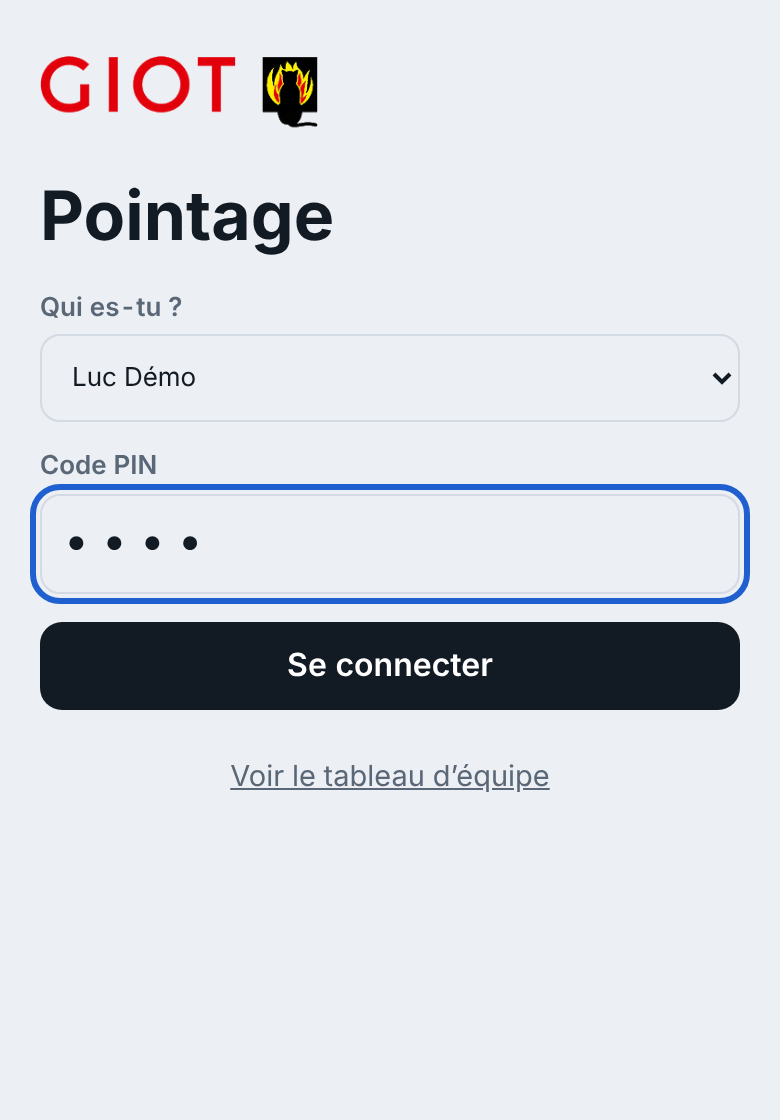 GIOT
Pointage
Qui es-tu ?
Luc Démo
Code PIN
Se connecter
Voir le tableau d’équipe